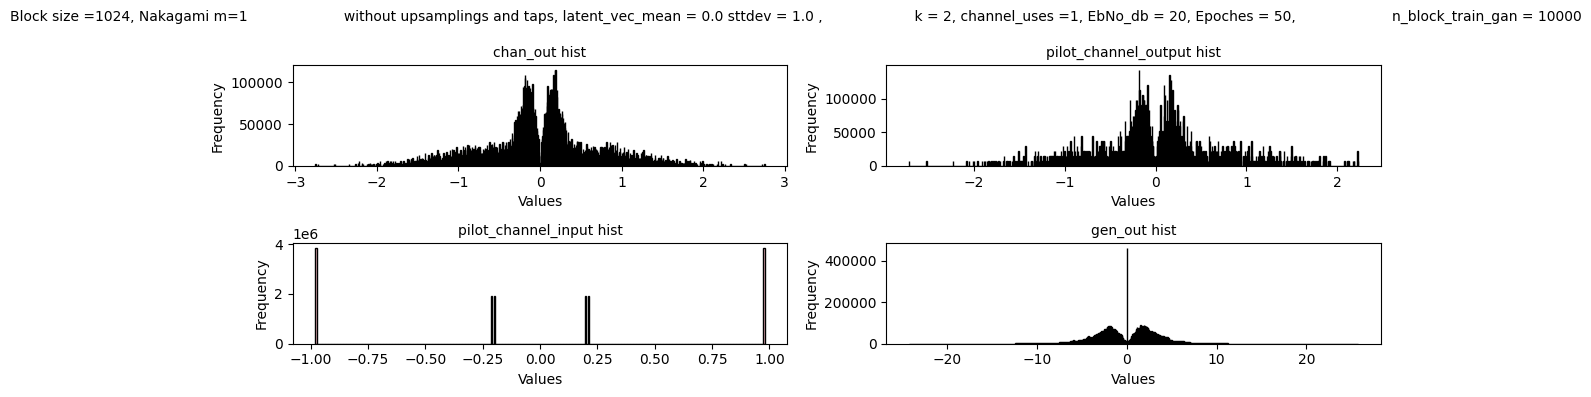 Block size =1024, Nakagami m=1 without upsamplings and taps, latent_vec_mean = 0.0 sttdev = 1.0 , k = 2, channel_uses =1, EbNo_db = 20, Epoches = 50, n_block_train_gan = 10000
chan_out hist
Frequency
100000
50000
0
−3 −2 −1 0 1 2 3
Values
pilot_channel_output hist
Frequency
100000
50000
0
−2 −1 0 1 2
Values
pilot_channel_input hist
1e6
Frequency
4
2
0
−1.00 −0.75 −0.50 −0.25 0.00 0.25 0.50 0.75 1.00
Values
gen_out hist
Frequency
400000
200000
0
−20 −10 0 10 20
Values